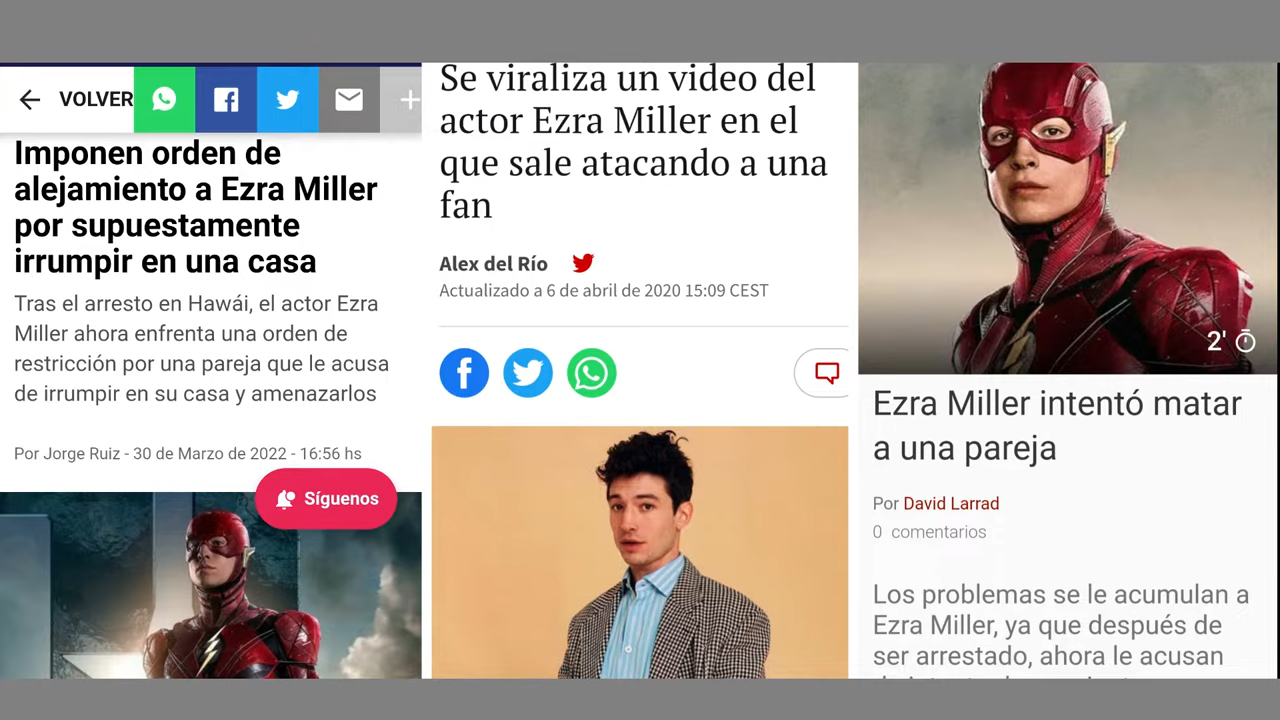 VOLVER
Imponen orden de
alejamiento a Ezra Miller
por supuestamente
irrumpir en una casa
Tras el arresto en Hawái, el actor Ezra
Miller ahora enfrenta una orden de
restricción por una pareja que le acusa
de irrumpir en su casa y amenazarlos
Por Jorge Ruiz - 30 de Marzo de 2022 - 16:56 hs
Síguenos
Se viraliza un video del
actor Ezra Miller en el
que sale atacando a una
fan
Alex del Río
Actualizado a 6 de abril de 2020 15:09 CEST
2'
Ezra Miller intentó matar
a una pareja
Por David Larrad
0 comentarios
Los problemas se le acumulan a
Ezra Miller, ya que después de
ser arrestado, ahora le acusan